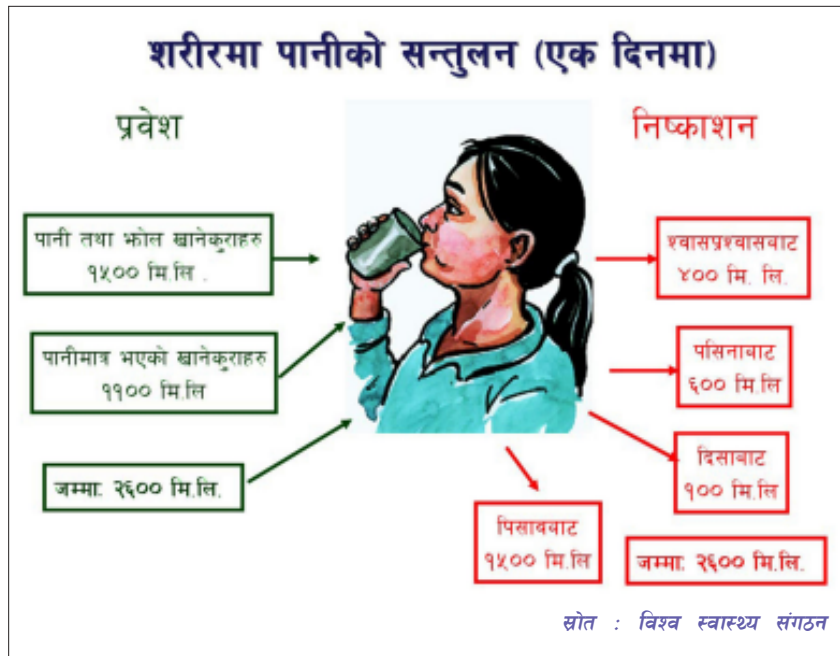 शरीरमा पानीको सन्तुलन (एक दिनमा)
प्रवेश
निष्काशन
पानी तथा झोल खानेकुराहरु
१५०० मि.लि .
पानीमात्र भएको खानेकुराहरु
११०० मि.लि
जम्मा: २६०० मि.लि.
श्वासप्रश्वासबाट
४०० मि. लि.
पसिनाबाट
६०० मि.लि
दिसाबाट
१०० मि.लि
पिसाबबाट
१५०० मि.लि
जम्मा: २६०० मि.लि.
स्रोत : विश्व स्वास्थ्य संगठन